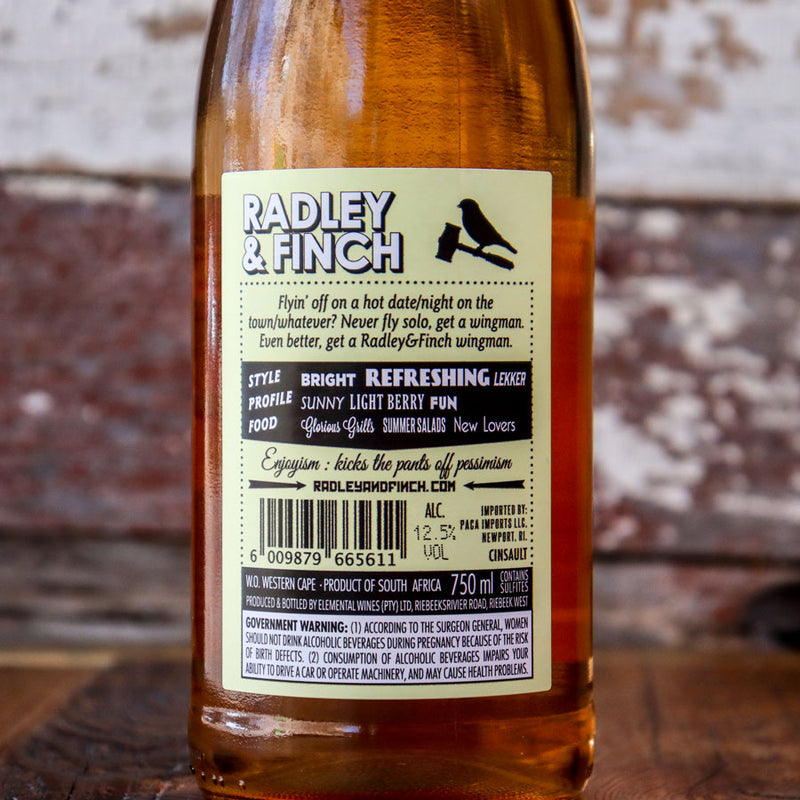 RADLEY
& FINCH
Flyin' off on a hot date/night on the
town/whatever? Never fly solo, get a wingman.
Even better, get a Radley&Finch wingman.
STYLE BRIGHT REFRESHING LEKKER
PROFILE SUNNY LIGHT BERRY FUN
FOOD Glorious Grills SUMMER SALADS New Lovers
Enjoyism : kicks the pants off pessimism
RADLEYANDFINCH.COM
6 009879 665611
ALC.
12.5%
VOL
IMPORTED BY:
PACA IMPORTS LLC.
NEWPORT, RI.
CINSAULT
W.O. WESTERN CAPE · PRODUCT OF SOUTH AFRICA 750 ml CONTAINS
SULFITES
PRODUCED & BOTTLED BY ELEMENTAL WINES (PTY) LTD, RIEBEEKSRIVIER ROAD, RIEBEEK WEST
GOVERNMENT WARNING: (1) ACCORDING TO THE SURGEON GENERAL, WOMEN
SHOULD NOT DRINK ALCOHOLIC BEVERAGES DURING PREGNANCY BECAUSE OF THE RISK
OF BIRTH DEFECTS. (2) CONSUMPTION OF ALCOHOLIC BEVERAGES IMPAIRS YOUR
ABILITY TO DRIVE A CAR OR OPERATE MACHINERY, AND MAY CAUSE HEALTH PROBLEMS.